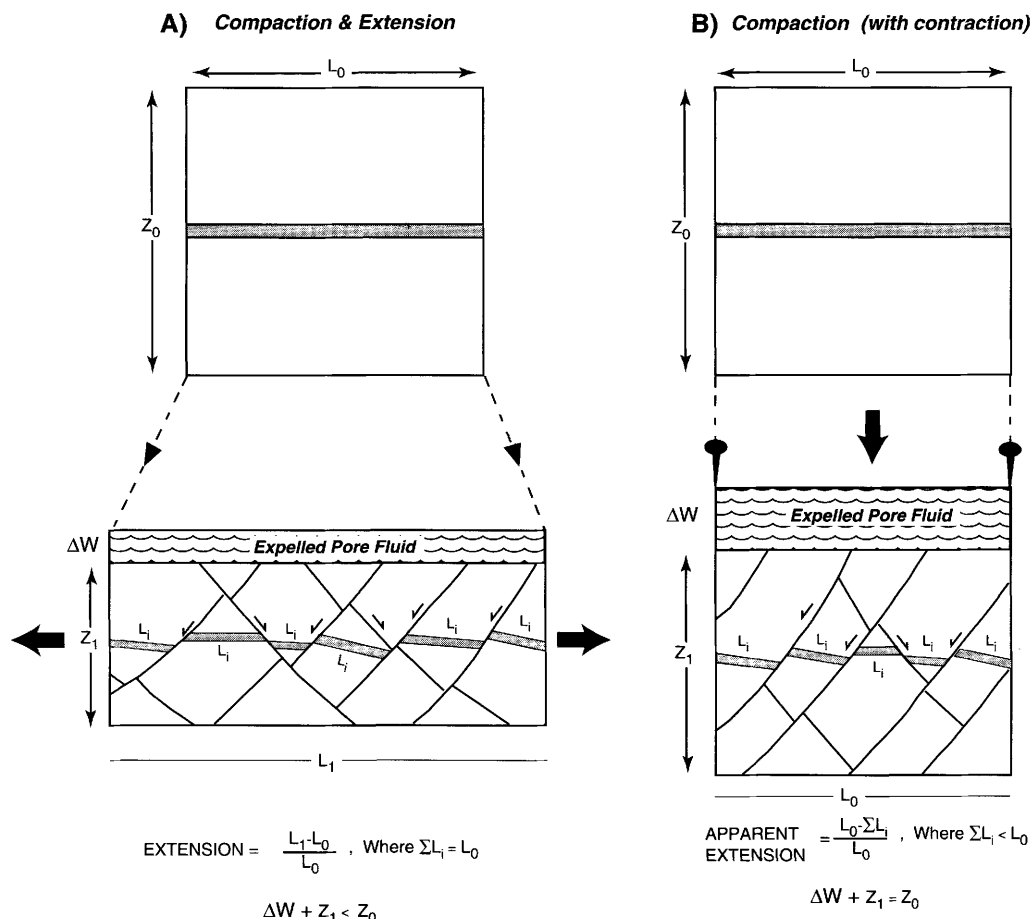 A) Compaction & Extension
L₀
Z₀
ΔW
Expelled Pore Fluid
Z₁
Lᵢ
Lᵢ
Lᵢ
Lᵢ
Lᵢ
Lᵢ
L₁
EXTENSION = (L₁-L₀)/L₀ , Where ΣLᵢ = L₀
ΔW + Z₁ < Z₀
B) Compaction (with contraction)
L₀
Z₀
ΔW
Expelled Pore Fluid
Z₁
Lᵢ
Lᵢ
Lᵢ
Lᵢ
Lᵢ
L₀
APPARENT EXTENSION = (L₀-ΣLᵢ)/L₀ , Where ΣLᵢ < L₀
ΔW + Z₁ = Z₀